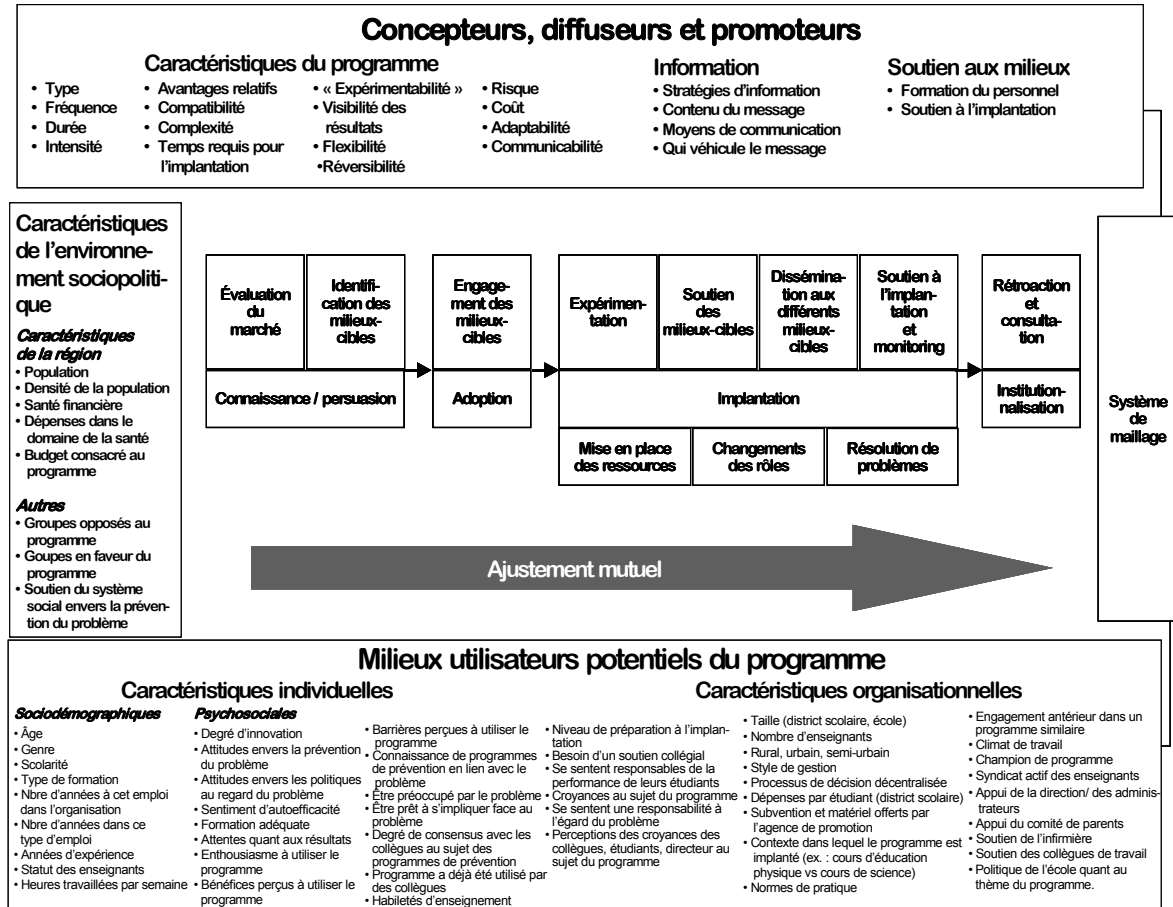 Concepteurs, diffuseurs et promoteurs
Caractéristiques du programme
• Type
• Fréquence
• Durée
• Intensité
• Avantages relatifs
• Compatibilité
• Complexité
• Temps requis pour
l'implantation
• « Expérimentabilité »
• Visibilité des
résultats
• Flexibilité
•Réversibilité
• Risque
• Coût
• Adaptabilité
• Communicabilité
Information
• Stratégies d'information
• Contenu du message
• Moyens de communication
• Qui véhicule le message
Soutien aux milieux
• Formation du personnel
• Soutien à l'implantation
Caractéristiques
de l'environne-
ment sociopoliti-
que
Caractéristiques
de la région
• Population
• Densité de la population
• Santé financière
• Dépenses dans le
domaine de la santé
• Budget consacré au
programme
Autres
• Groupes opposés au
programme
• Goupes en faveur du
programme
• Soutien du système
social envers la préven-
tion du problème
Évaluation
du
marché
Identifi-
cation des
milieux-
cibles
Connaissance / persuasion
Engage-
ment des
milieux-
cibles
Adoption
Expérimen-
tation
Soutien
des
milieux-cibles
Dissémina-
tion aux
différents
milieux-
cibles
Soutien à
l'implan-
tation
et
monitoring
Implantation
Mise en place
des ressources
Changements
des rôles
Résolution de
problèmes
Rétroaction
et
consulta-
tion
Institution-
nalisation
Système
de
maillage
Ajustement mutuel
Milieux utilisateurs potentiels du programme
Caractéristiques individuelles
Sociodémographiques
• Âge
• Genre
• Scolarité
• Type de formation
• Nbre d'années à cet emploi
dans l'organisation
• Nbre d'années dans ce
type d'emploi
• Années d'expérience
• Statut des enseignants
• Heures travaillées par semaine
Psychosociales
• Degré d'innovation
• Attitudes envers la prévention
du problème
• Attitudes envers les politiques
au regard du problème
• Sentiment d'autoefficacité
• Formation adéquate
• Attentes quant aux résultats
• Enthousiasme à utiliser le
programme
• Bénéfices perçus à utiliser le
programme
• Barrières perçues à utiliser le
programme
• Connaissance de programmes
de prévention en lien avec le
problème
• Être préoccupé par le problème
• Être prêt à s'impliquer face au
problème
• Degré de consensus avec les
collègues au sujet des
programmes de prévention
• Programme a déjà été utilisé par
des collègues
• Habiletés d'enseignement
• Niveau de préparation à l'implan-
tation
• Besoin d'un soutien collégial
• Se sentent responsables de la
performance de leurs étudiants
• Croyances au sujet du programme
• Se sentent une responsabilité à
l'égard du problème
• Perceptions des croyances des
collègues, étudiants, directeur au
sujet du programme
Caractéristiques organisationnelles
• Taille (district scolaire, école)
• Nombre d'enseignants
• Rural, urbain, semi-urbain
• Style de gestion
• Processus de décision décentralisée
• Dépenses par étudiant (district scolaire)
• Subvention et matériel offerts par
l'agence de promotion
• Contexte dans lequel le programme est
implanté (ex. : cours d'éducation
physique vs cours de science)
• Normes de pratique
• Engagement antérieur dans un
programme similaire
• Climat de travail
• Champion de programme
• Syndicat actif des enseignants
• Appui de la direction/ des adminis-
trateurs
• Appui du comité de parents
• Soutien de l'infirmière
• Soutien des collègues de travail
• Politique de l'école quant au
thème du programme.